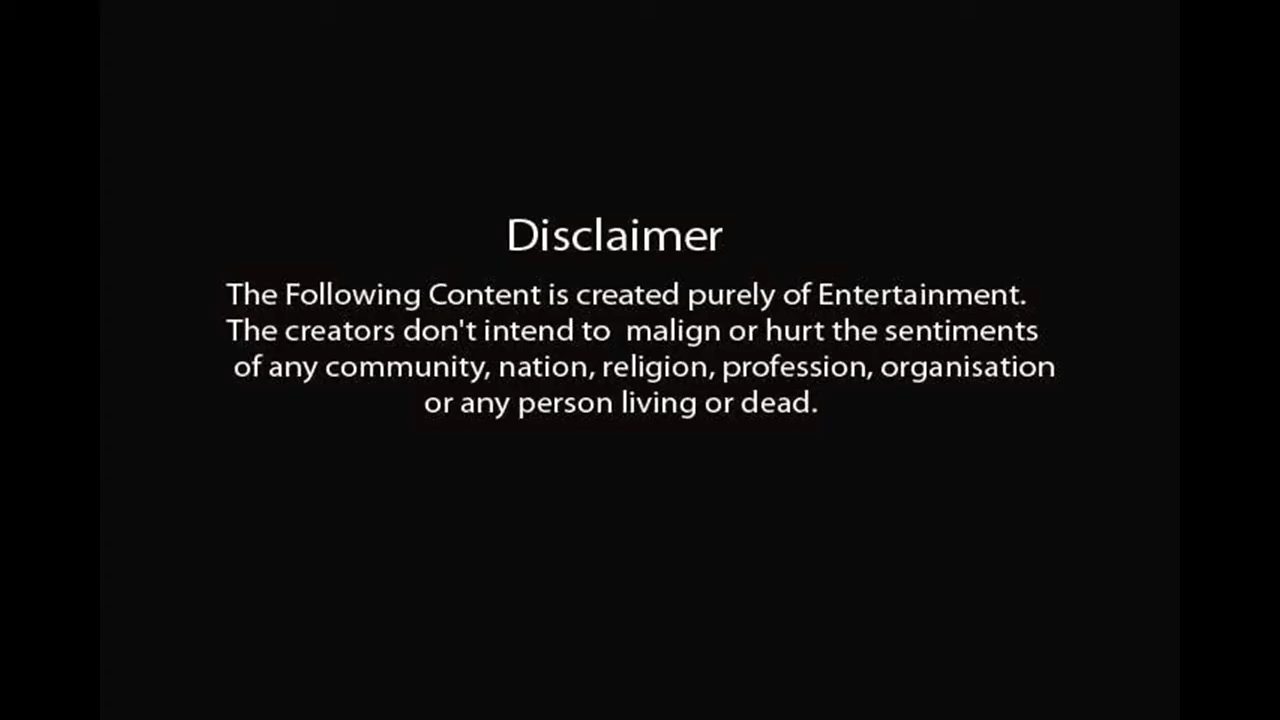 Disclaimer
The Following Content is created purely of Entertainment.
The creators don't intend to  malign or hurt the sentiments
of any community, nation, religion, profession, organisation
or any person living or dead.